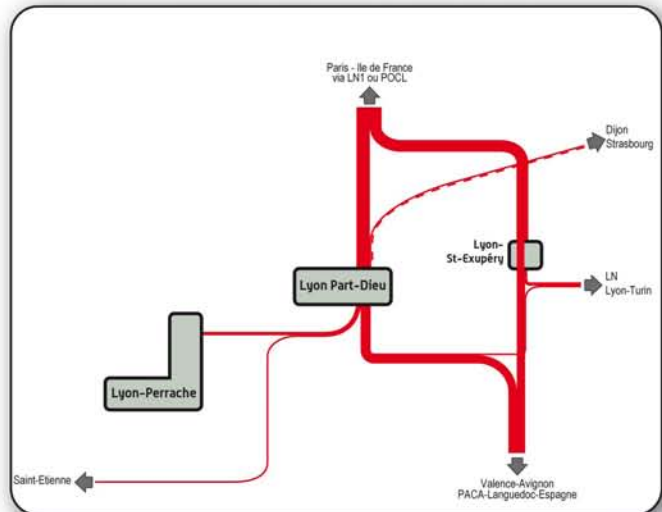 Paris - Ile de France
via LN1 ou POCL
Dijon
Strasbourg
Lyon-
St-Exupéry
Lyon Part-Dieu
LN
Lyon-Turin
Lyon-Perrache
Saint-Etienne
Valence-Avignon
PACA-Languedoc-Espagne